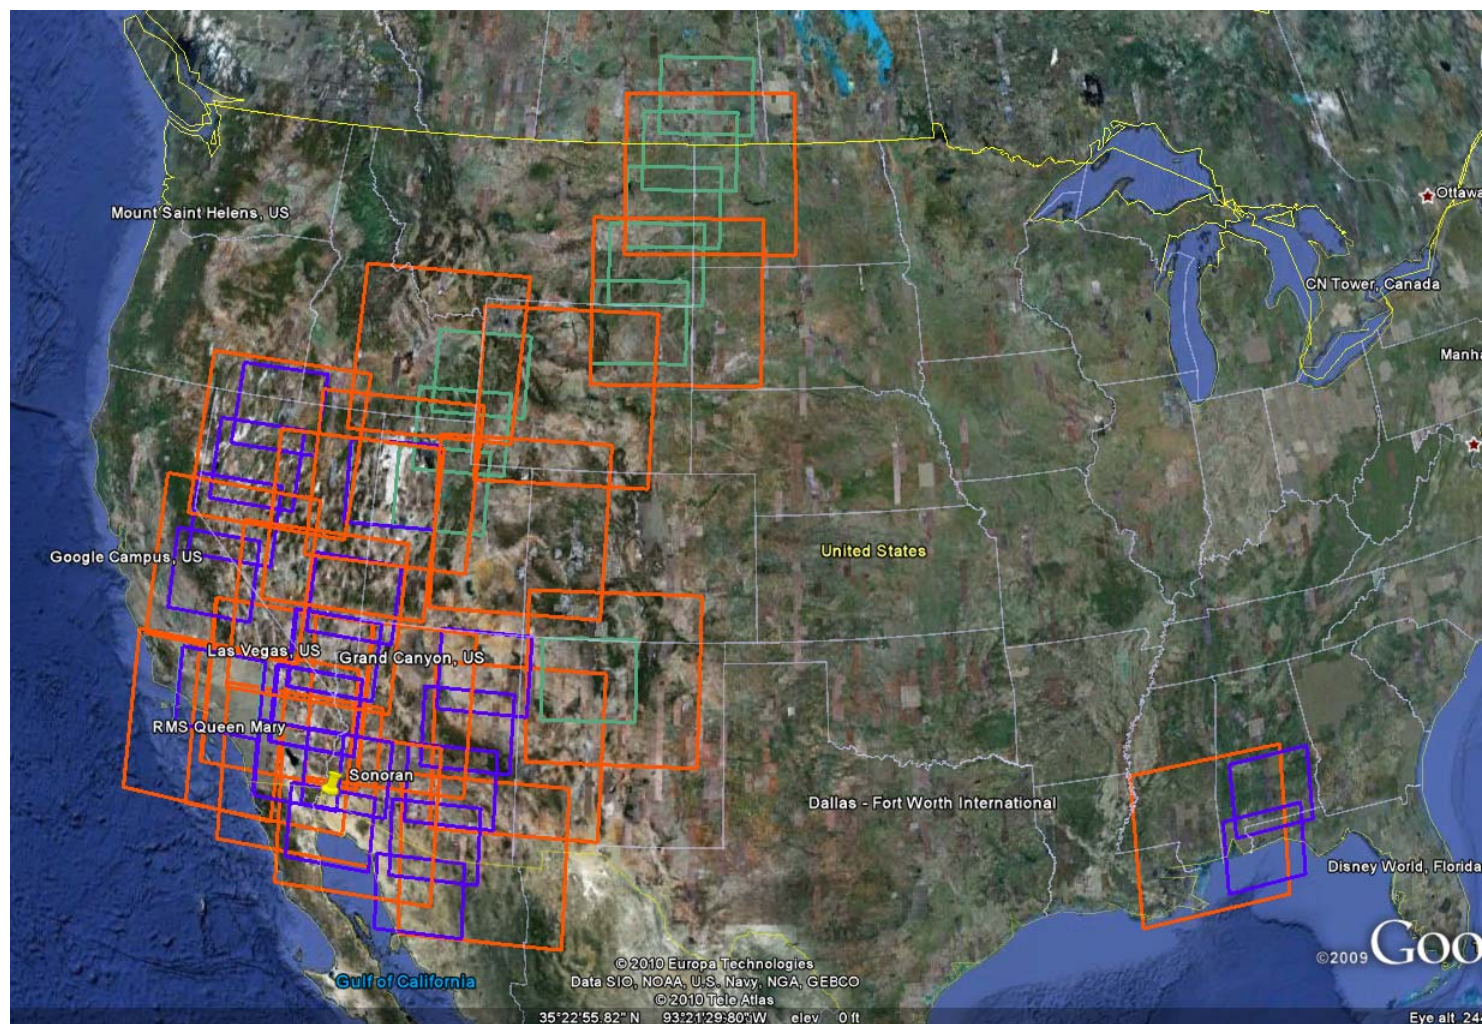 Ottawa
Mount Saint Helens, US
CN Tower, Canada
Manha
Google Campus, US
United States
Las Vegas, US
Grand Canyon, US
RMS Queen Mary
Sonoran
Dallas - Fort Worth International
Disney World, Florida
©2009 Goo
Gulf of California
© 2010 Europa Technologies
Data SIO, NOAA, U.S. Navy, NGA, GEBCO
© 2010 Tele Atlas
35°22'55.82" N 93°21'29.80" W elev 0 ft
Eye alt 24